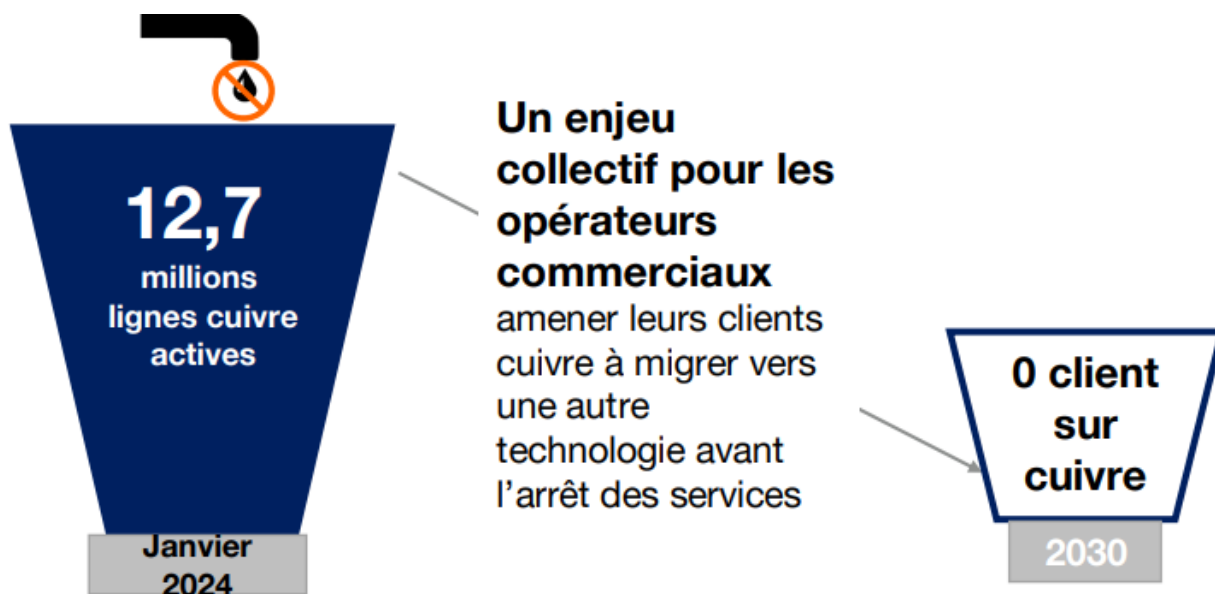 12,7
millions
lignes cuivre
actives
Janvier
2024
Un enjeu
collectif pour les
opérateurs
commerciaux
amener leurs clients
cuivre à migrer vers
une autre
technologie avant
l'arrêt des services
0 client
sur
cuivre
2030